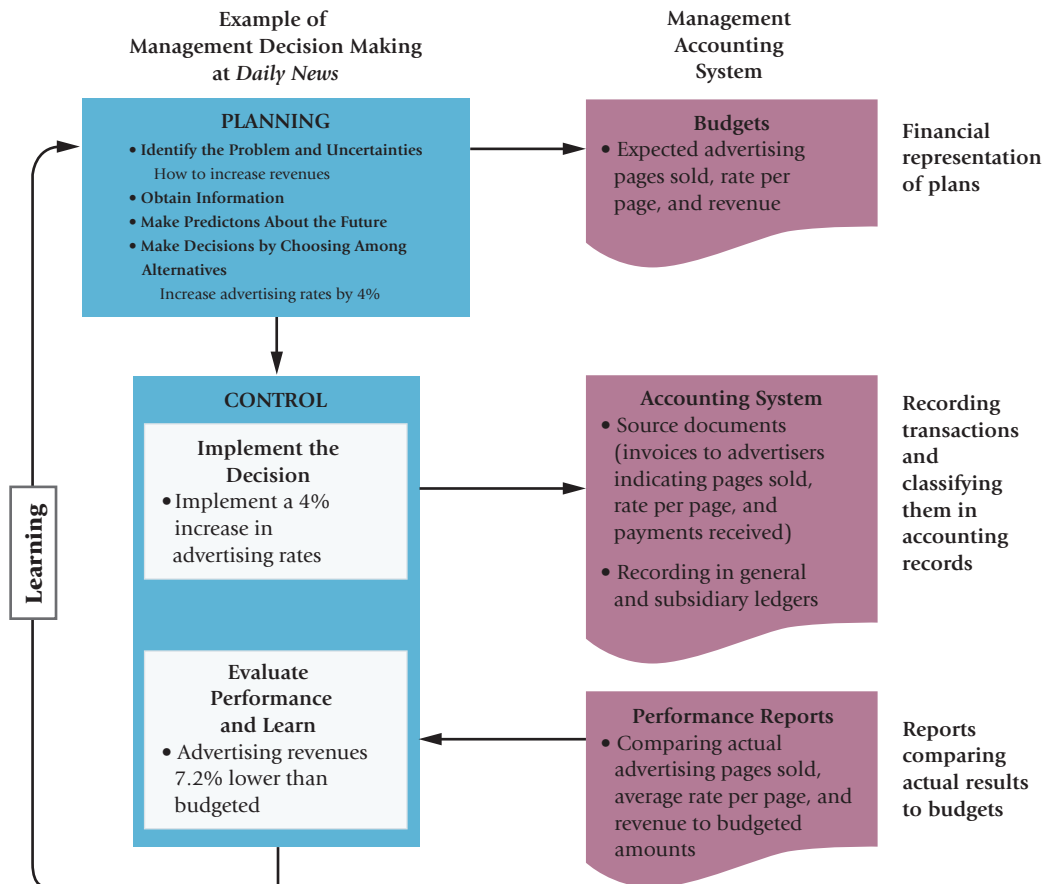 Example of
Management Decision Making
at Daily News
Management
Accounting
System
PLANNING
• Identify the Problem and Uncertainties
How to increase revenues
• Obtain Information
• Make Predictons About the Future
• Make Decisions by Choosing Among
Alternatives
Increase advertising rates by 4%
Budgets
• Expected advertising
pages sold, rate per
page, and revenue
Financial
representation
of plans
CONTROL
Implement the
Decision
• Implement a 4%
increase in
advertising rates
Accounting System
• Source documents
(invoices to advertisers
indicating pages sold,
rate per page, and
payments received)
• Recording in general
and subsidiary ledgers
Recording
transactions
and
classifying
them in
accounting
records
Learning
Evaluate
Performance
and Learn
• Advertising revenues
7.2% lower than
budgeted
Performance Reports
• Comparing actual
advertising pages sold,
average rate per page, and
revenue to budgeted
amounts
Reports
comparing
actual results
to budgets